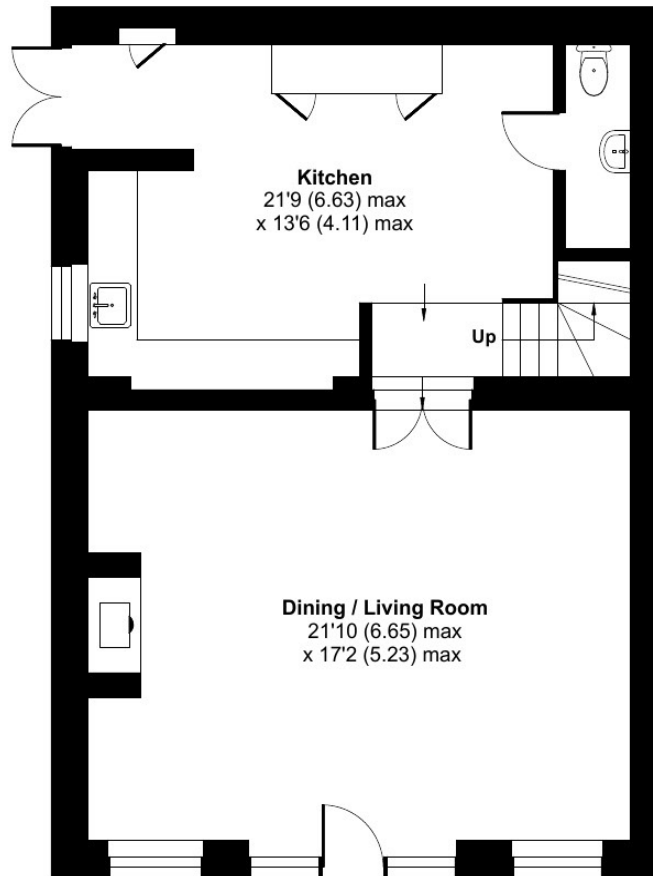 Kitchen
21'9 (6.63) max
x 13'6 (4.11) max
Up
Dining / Living Room
21'10 (6.65) max
x 17'2 (5.23) max